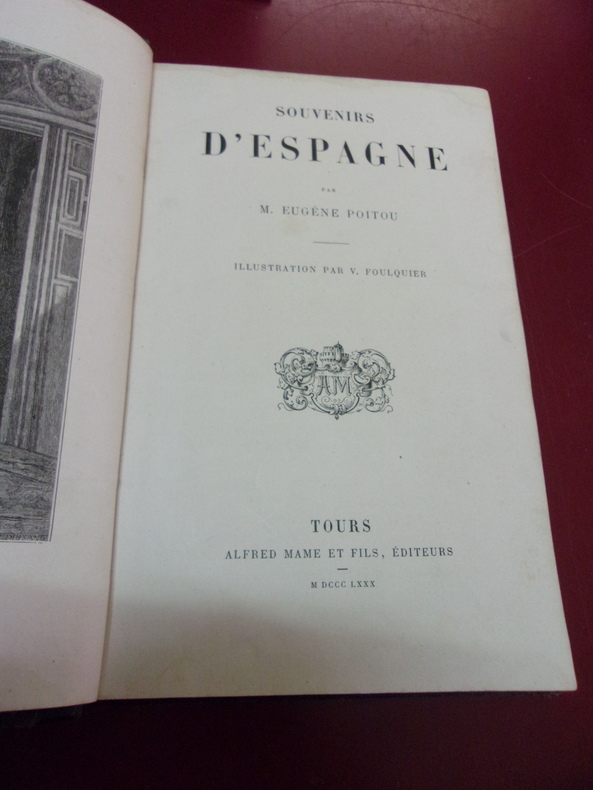 SOUVENIRS
D'ESPAGNE
PAR
M. EUGÈNE POITOU
ILLUSTRATION PAR V. FOULQUIER
AM
TOURS
ALFRED MAME ET FILS, ÉDITEURS
M DCCC LXXX